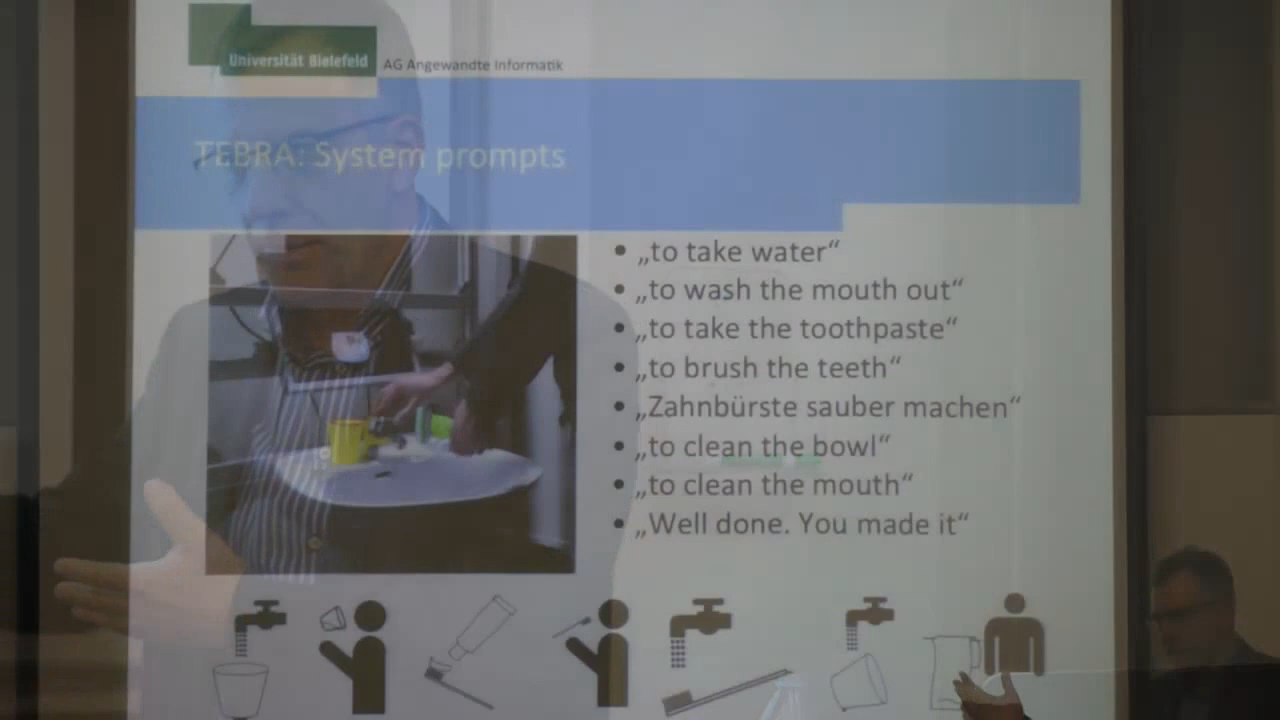 Universität Bielefeld AG Angewandte Informatik
TEBRA: System prompts
• „to take water“
• „to wash the mouth out“
• „to take the toothpaste“
• „to brush the teeth“
• „Zahnbürste sauber machen“
• „to clean the bowl“
• „to clean the mouth“
• „Well done. You made it“